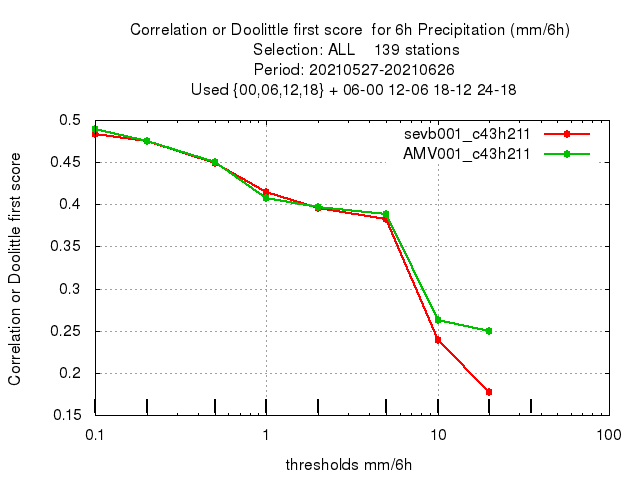 Correlation or Doolittle first score  for 6h Precipitation (mm/6h)
Selection: ALL    139 stations
Period: 20210527-20210626
Used {00,06,12,18} + 06-00 12-06 18-12 24-18
sevb001_c43h211
AMV001_c43h211
Correlation or Doolittle first score
0.5
0.45
0.4
0.35
0.3
0.25
0.2
0.15
0.1 1 10 100
thresholds mm/6h